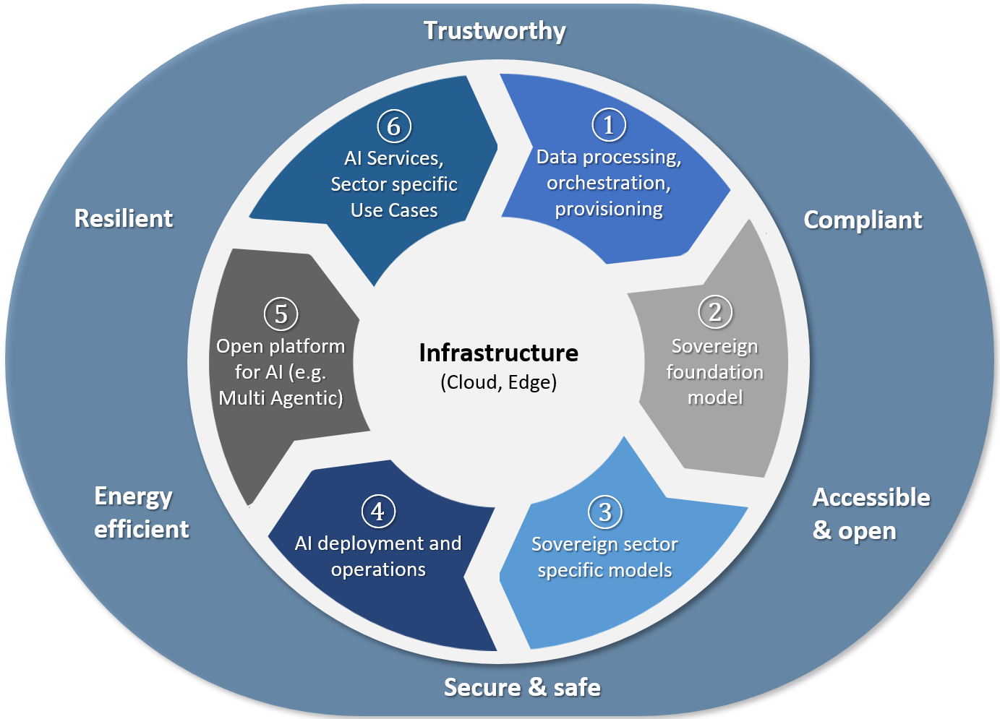 Trustworthy
①
Data processing,
orchestration,
provisioning
②
Sovereign
foundation
model
③
Sovereign sector
specific models
④
AI deployment and
operations
⑤
Open platform
for AI (e.g.
Multi Agentic)
⑥
AI Services,
Sector specific
Use Cases
Infrastructure
(Cloud, Edge)
Compliant
Accessible
& open
Secure & safe
Energy
efficient
Resilient